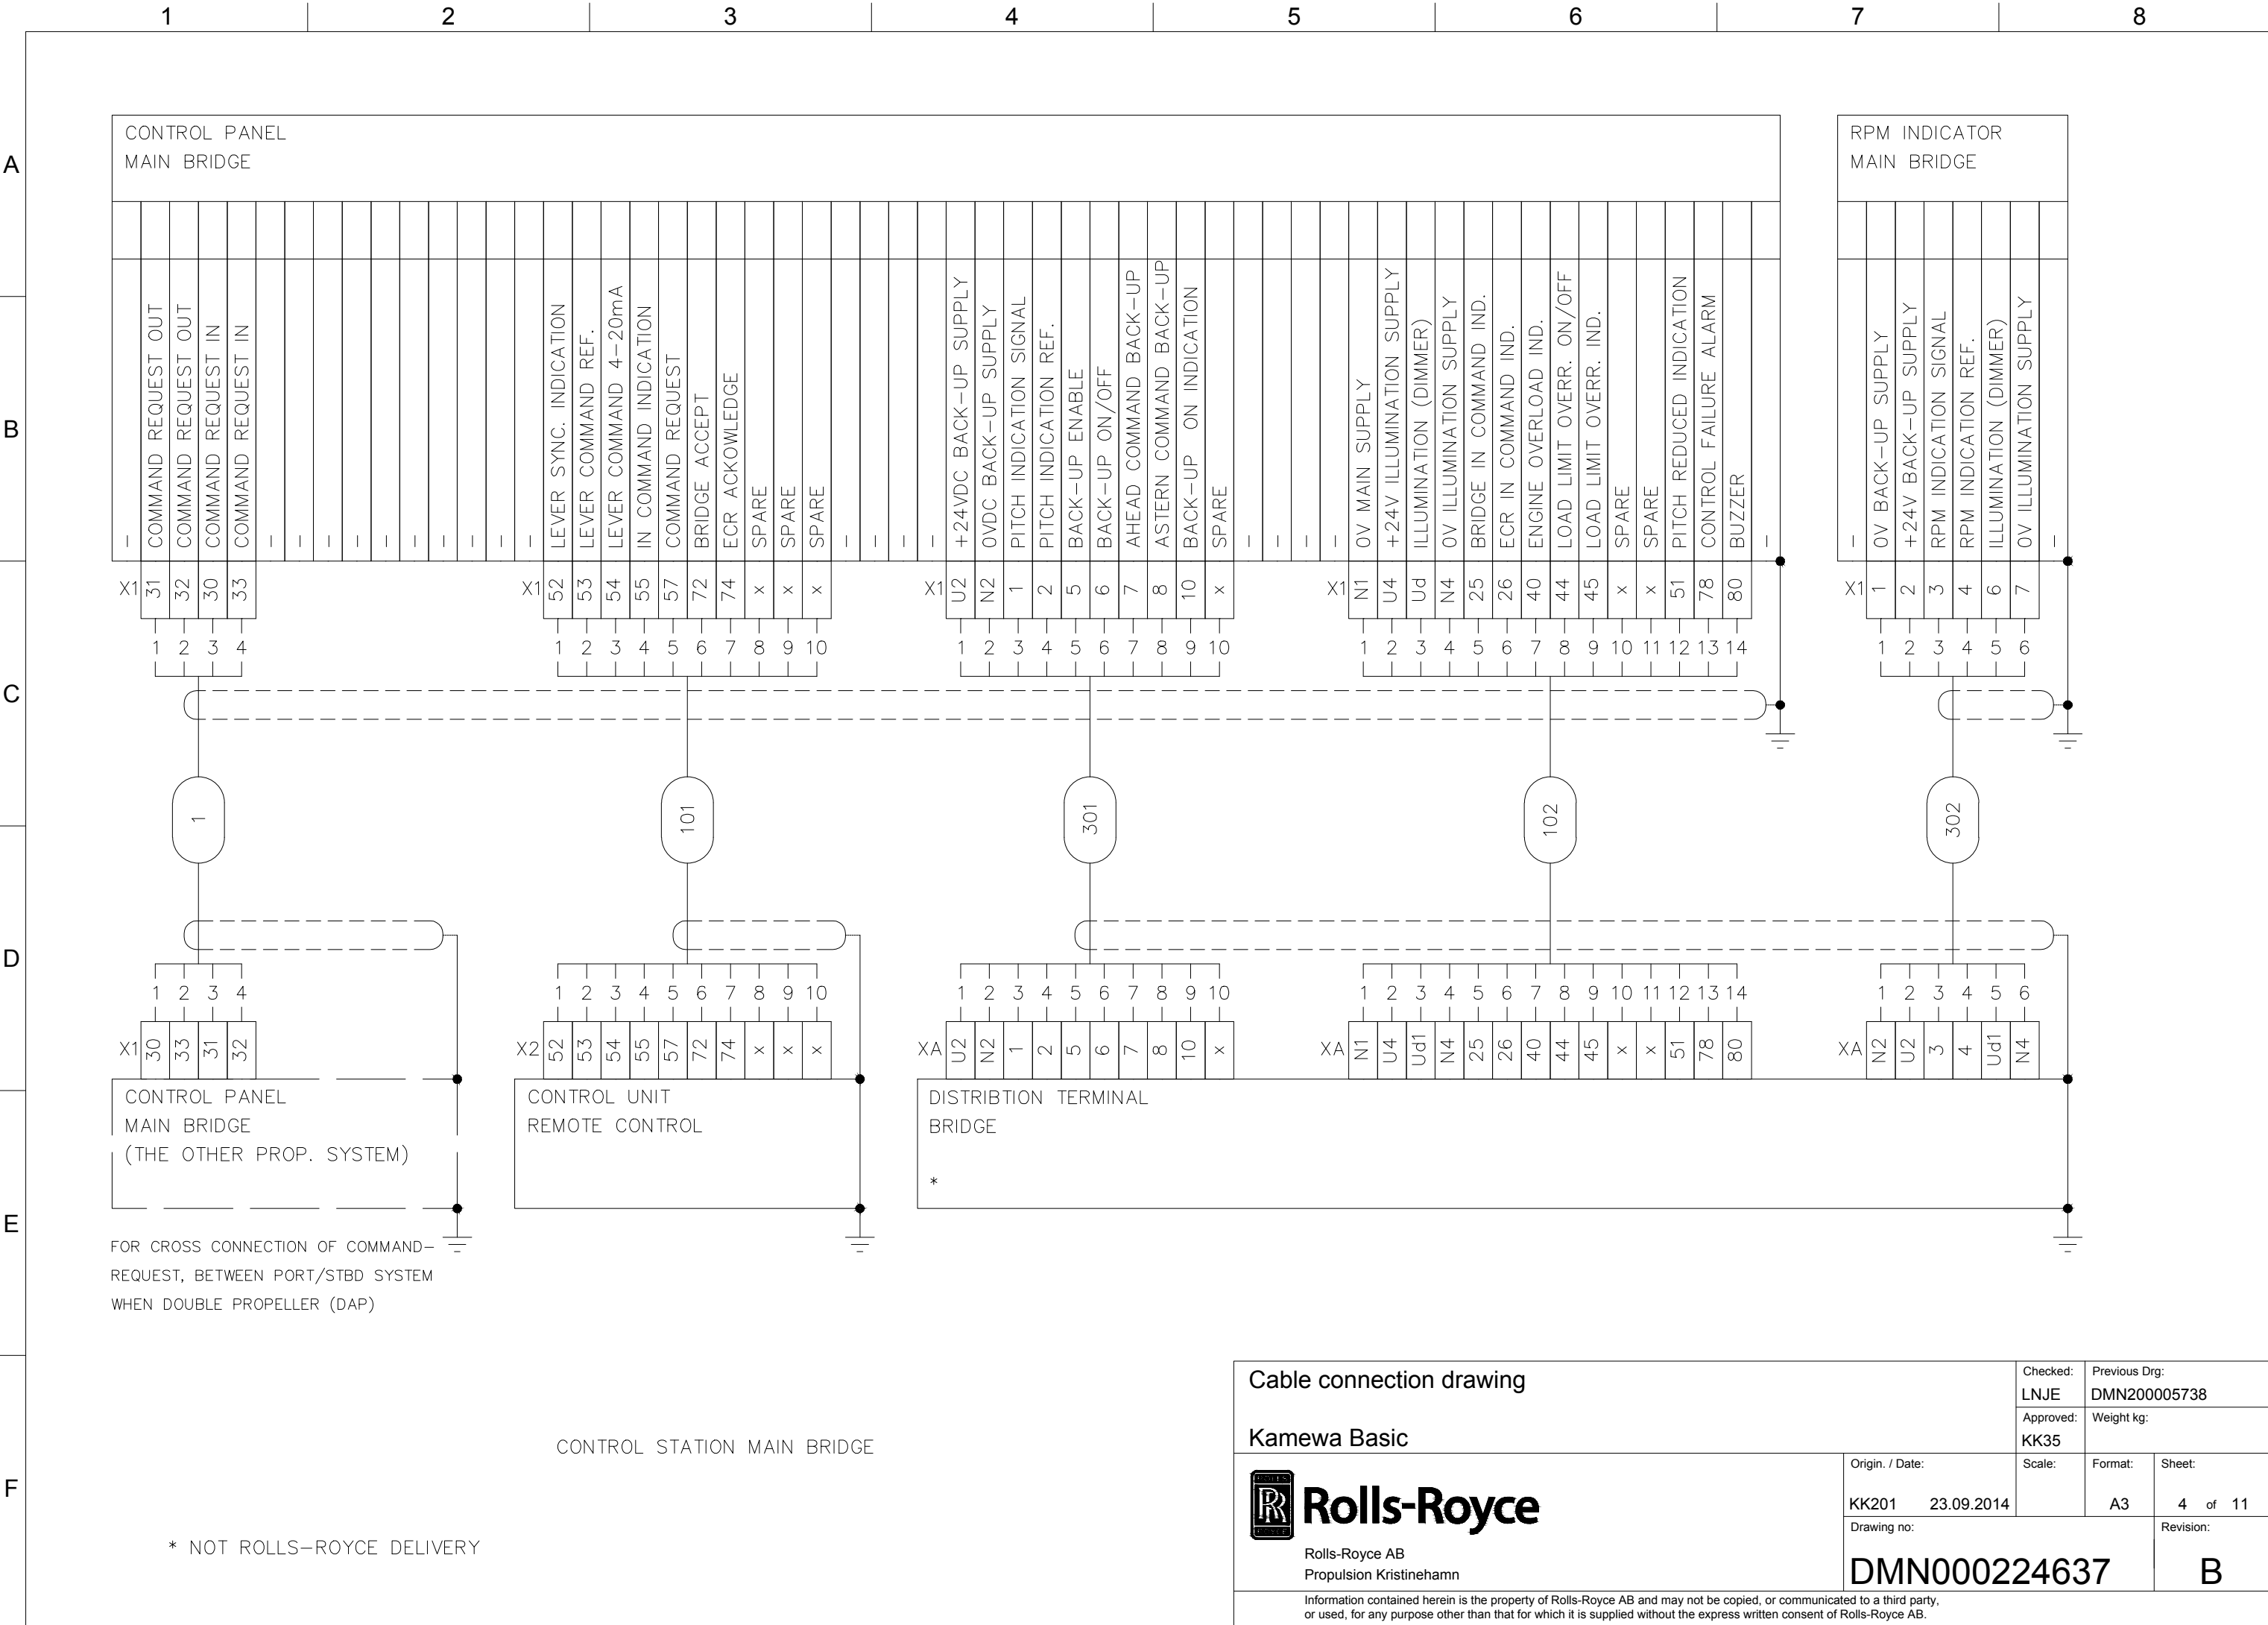 1 2 3 4 5 6 7 8
A
B
C
D
E
F
CONTROL PANEL
MAIN BRIDGE
COMMAND REQUEST OUT
COMMAND REQUEST OUT
COMMAND REQUEST IN
COMMAND REQUEST IN
LEVER SYNC. INDICATION
LEVER COMMAND REF.
LEVER COMMAND 4-20mA
IN COMMAND INDICATION
COMMAND REQUEST
BRIDGE ACCEPT
ECR ACKOWLEDGE
SPARE
SPARE
SPARE
+24VDC BACK-UP SUPPLY
0VDC BACK-UP SUPPLY
PITCH INDICATION SIGNAL
PITCH INDICATION REF.
BACK-UP ENABLE
BACK-UP ON/OFF
AHEAD COMMAND BACK-UP
ASTERN COMMAND BACK-UP
BACK-UP ON INDICATION
SPARE
0V MAIN SUPPLY
+24V ILLUMINATION SUPPLY
ILLUMINATION (DIMMER)
0V ILLUMINATION SUPPLY
BRIDGE IN COMMAND IND.
ECR IN COMMAND IND.
ENGINE OVERLOAD IND.
LOAD LIMIT OVERR. ON/OFF
LOAD LIMIT OVERR. IND.
SPARE
SPARE
PITCH REDUCED INDICATION
CONTROL FAILURE ALARM
BUZZER
RPM INDICATOR
MAIN BRIDGE
0V BACK-UP SUPPLY
+24V BACK-UP SUPPLY
RPM INDICATION SIGNAL
RPM INDICATION REF.
ILLUMINATION (DIMMER)
0V ILLUMINATION SUPPLY
X1 31 32 30 33
X1 52 53 54 55 57 72 74 x x x
X1 U2 N2 1 2 5 6 7 8 10 x
X1 N1 U4 Ud N4 25 26 40 44 45 x x 51 78 80
X1 1 2 3 4 6 7
1 2 3 4
1 2 3 4 5 6 7 8 9 10
1 2 3 4 5 6 7 8 9 10
1 2 3 4 5 6 7 8 9 10 11 12 13 14
1 2 3 4 5 6
1
101
301
102
302
1 2 3 4
1 2 3 4 5 6 7 8 9 10
1 2 3 4 5 6 7 8 9 10
1 2 3 4 5 6 7 8 9 10 11 12 13 14
1 2 3 4 5 6
X1 30 33 31 32
X2 52 53 54 55 57 72 74 x x x
XA U2 N2 1 2 5 6 7 8 10 x
XA N1 U4 Ud1 N4 25 26 40 44 45 x x 51 78 80
XA N2 U2 3 4 Ud1 N4
CONTROL PANEL
MAIN BRIDGE
(THE OTHER PROP. SYSTEM)
CONTROL UNIT
REMOTE CONTROL
DISTRIBTION TERMINAL
BRIDGE
*
FOR CROSS CONNECTION OF COMMAND-
REQUEST, BETWEEN PORT/STBD SYSTEM
WHEN DOUBLE PROPELLER (DAP)
CONTROL STATION MAIN BRIDGE
* NOT ROLLS-ROYCE DELIVERY
Cable connection drawing
Kamewa Basic
Checked:
LNJE
Previous Drg:
DMN200005738
Approved:
KK35
Weight kg:
ROLLS
RR
ROYCE
Rolls-Royce
Rolls-Royce AB
Propulsion Kristinehamn
Origin. / Date:
KK201 23.09.2014
Scale:
Format:
A3
Sheet:
4 of 11
Drawing no:
DMN000224637
Revision:
B
Information contained herein is the property of Rolls-Royce AB and may not be copied, or communicated to a third party,
or used, for any purpose other than that for which it is supplied without the express written consent of Rolls-Royce AB.